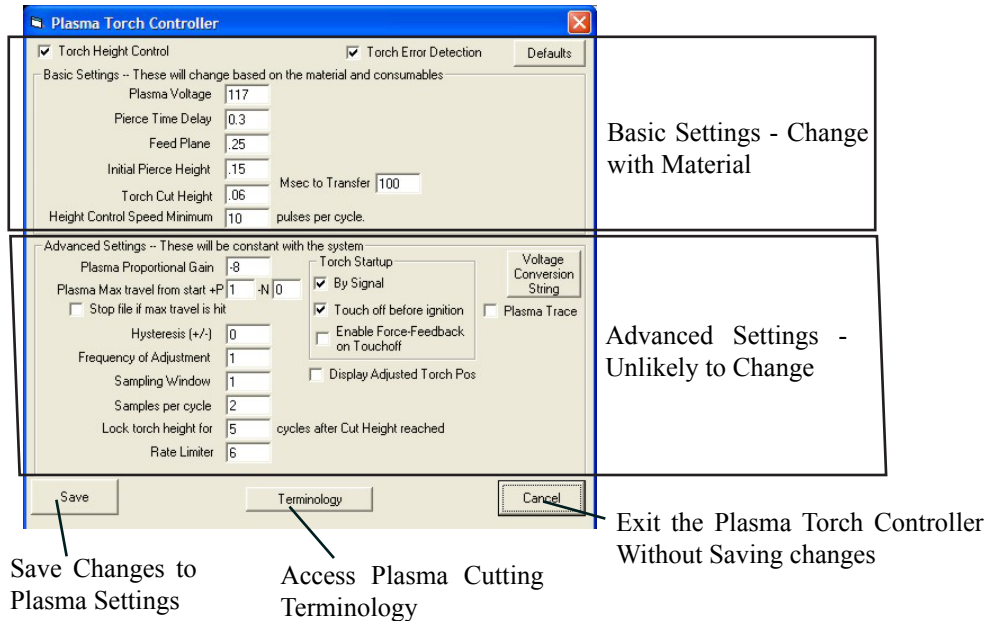 Plasma Torch Controller
Torch Height Control
Torch Error Detection
Defaults
Basic Settings -- These will change based on the material and consumables
Plasma Voltage 117
Pierce Time Delay 0.3
Feed Plane .25
Initial Pierce Height .15
Msec to Transfer 100
Torch Cut Height .06
Height Control Speed Minimum 10 pulses per cycle.
Basic Settings - Change
with Material
Advanced Settings -- These will be constant with the system
Plasma Proportional Gain -8
Plasma Max travel from start +P 1 -N 0
Stop file if max travel is hit
Hysteresis (+/-) 0
Frequency of Adjustment 1
Sampling Window 1
Samples per cycle 2
Lock torch height for 5 cycles after Cut Height reached
Rate Limiter 6
Torch Startup
By Signal
Touch off before ignition
Enable Force-Feedback
on Touchoff
Display Adjusted Torch Pos
Voltage
Conversion
String
Plasma Trace
Advanced Settings -
Unlikely to Change
Save
Terminology
Cancel
Save Changes to
Plasma Settings
Access Plasma Cutting
Terminology
Exit the Plasma Torch Controller
Without Saving changes